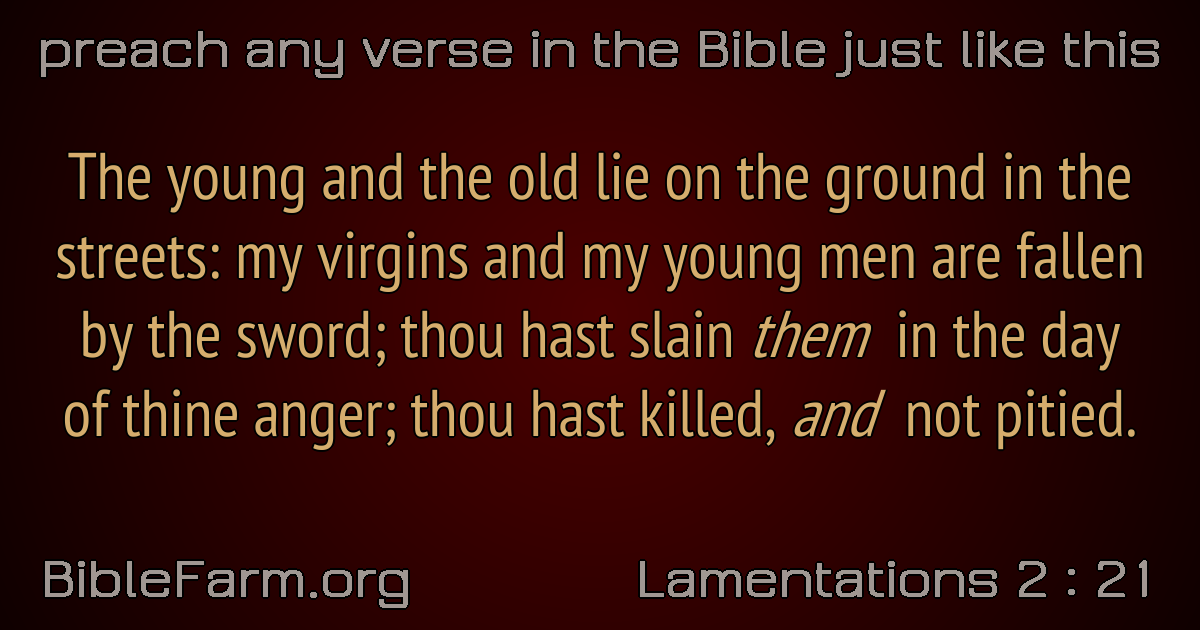 preach any verse in the Bible just like this
The young and the old lie on the ground in the
streets: my virgins and my young men are fallen
by the sword; thou hast slain them in the day
of thine anger; thou hast killed, and not pitied.
BibleFarm.org
Lamentations 2 : 21